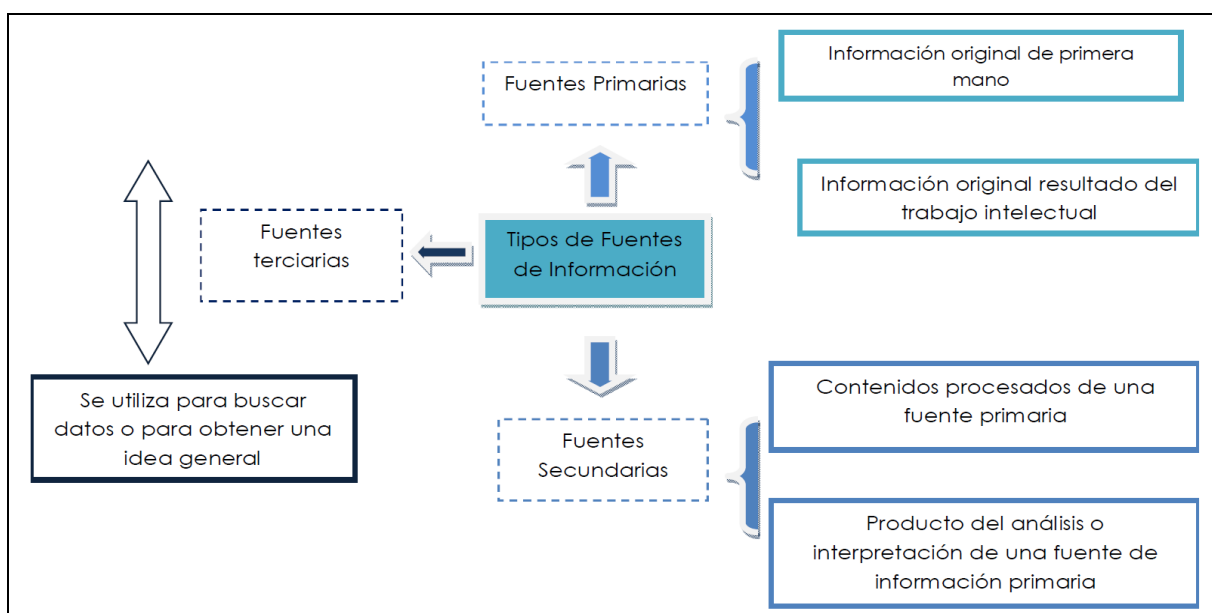 Fuentes Primarias
Información original de primera
mano
Información original resultado del
trabajo intelectual
Tipos de Fuentes
de Información
Fuentes
terciarias
Se utiliza para buscar
datos o para obtener una
idea general
Fuentes
Secundarias
Contenidos procesados de una
fuente primaria
Producto del análisis o
interpretación de una fuente de
información primaria